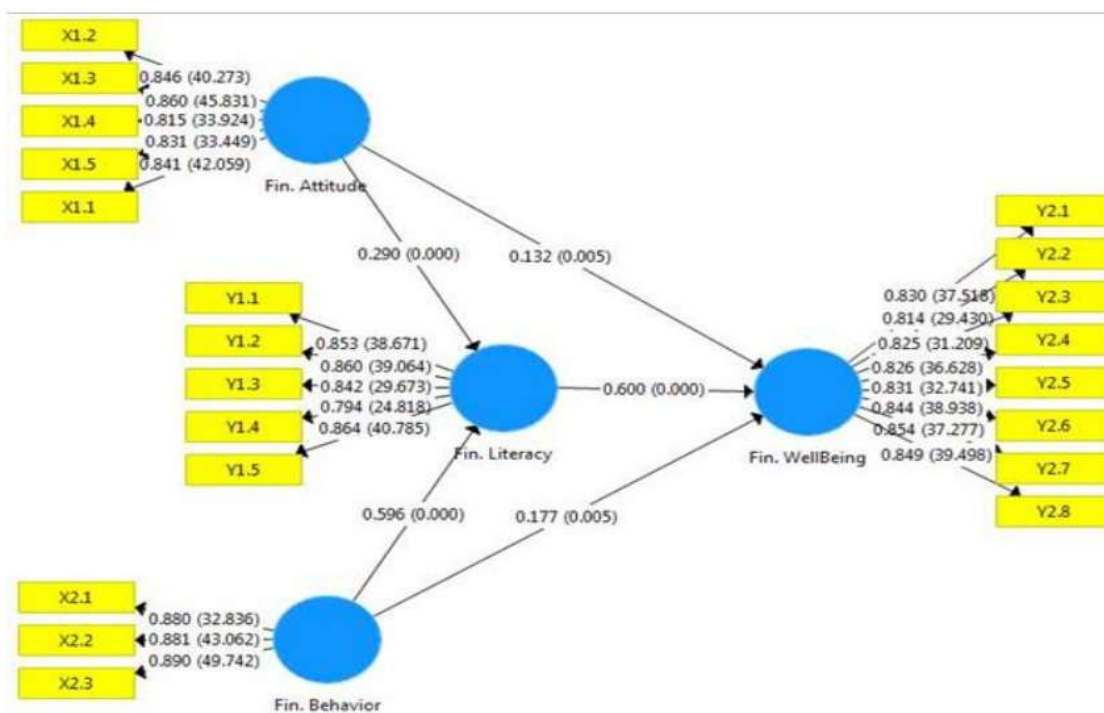 X1.2
X1.3
X1.4
X1.5
X1.1
0.846 (40.273)
0.860 (45.831)
0.815 (33.924)
0.831 (33.449)
0.841 (42.059)
Fin. Attitude
0.290 (0.000)
0.132 (0.005)
Y1.1
Y1.2
Y1.3
Y1.4
Y1.5
0.853 (38.671)
0.860 (39.064)
0.842 (29.673)
0.794 (24.818)
0.864 (40.785)
Fin. Literacy
0.600 (0.000)
Fin. WellBeing
0.830 (37.518)
0.814 (29.430)
0.825 (31.209)
0.826 (36.628)
0.831 (32.741)
0.844 (38.938)
0.854 (37.277)
0.849 (39.498)
Y2.1
Y2.2
Y2.3
Y2.4
Y2.5
Y2.6
Y2.7
Y2.8
0.596 (0.000)
0.177 (0.005)
X2.1
X2.2
X2.3
0.880 (32.836)
0.881 (43.062)
0.890 (49.742)
Fin. Behavior